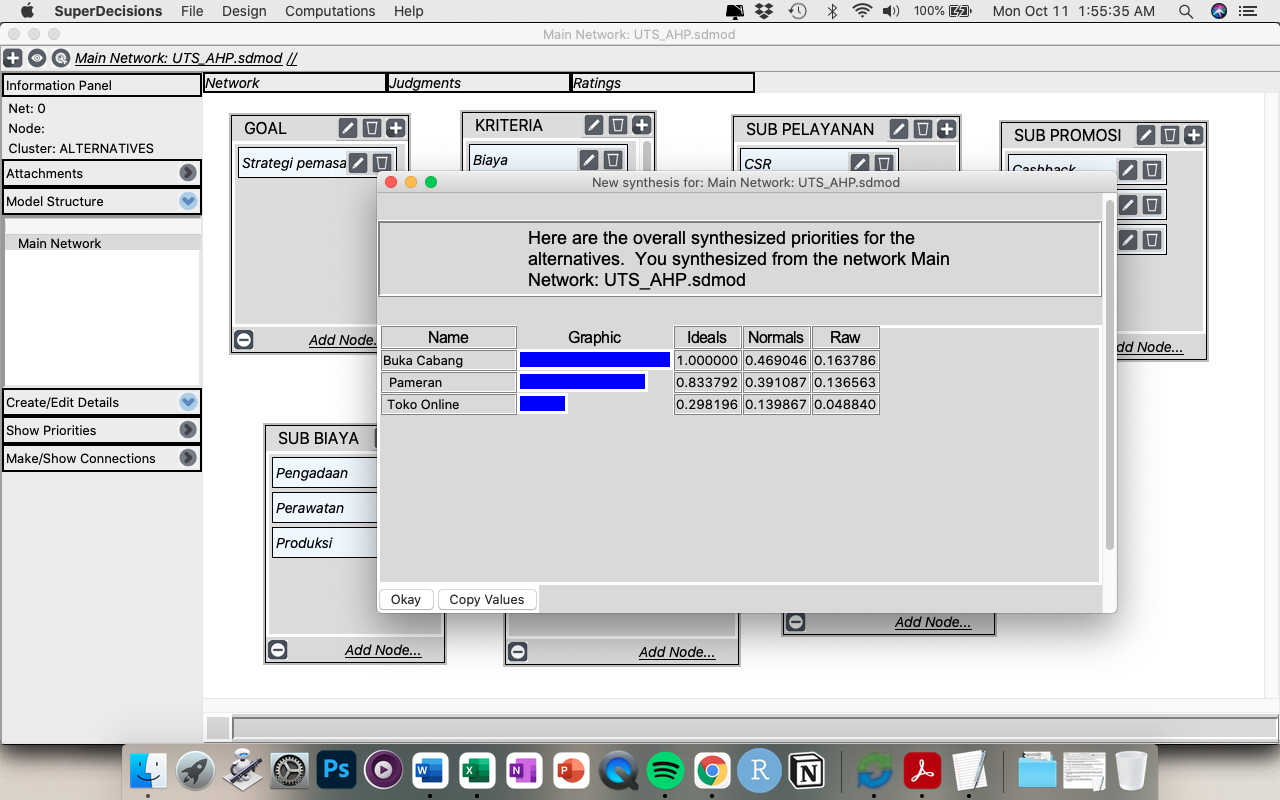 SuperDecisions File Design Computations Help 100% Mon Oct 11 1:55:35 AM
Main Network: UTS_AHP.sdmod
Main Network: UTS_AHP.sdmod //
Information Panel
Network Judgments Ratings
Net: 0
Node:
Cluster: ALTERNATIVES
Attachments
Model Structure
Main Network
Create/Edit Details
Show Priorities
Make/Show Connections
GOAL
Strategi pemasa
Add Node.
KRITERIA
Biaya
SUB PELAYANAN
CSR
SUB PROMOSI
Cashback
dd Node...
New synthesis for: Main Network: UTS_AHP.sdmod
Here are the overall synthesized priorities for the
alternatives. You synthesized from the network Main
Network: UTS_AHP.sdmod
Name Graphic Ideals Normals Raw
Buka Cabang 1.000000 0.469046 0.163786
Pameran 0.833792 0.391087 0.136563
Toko Online 0.298196 0.139867 0.048840
Okay Copy Values
SUB BIAYA
Pengadaan
Perawatan
Produksi
Add Node...
Add Node...
Add Node...
Ps W X N P R N